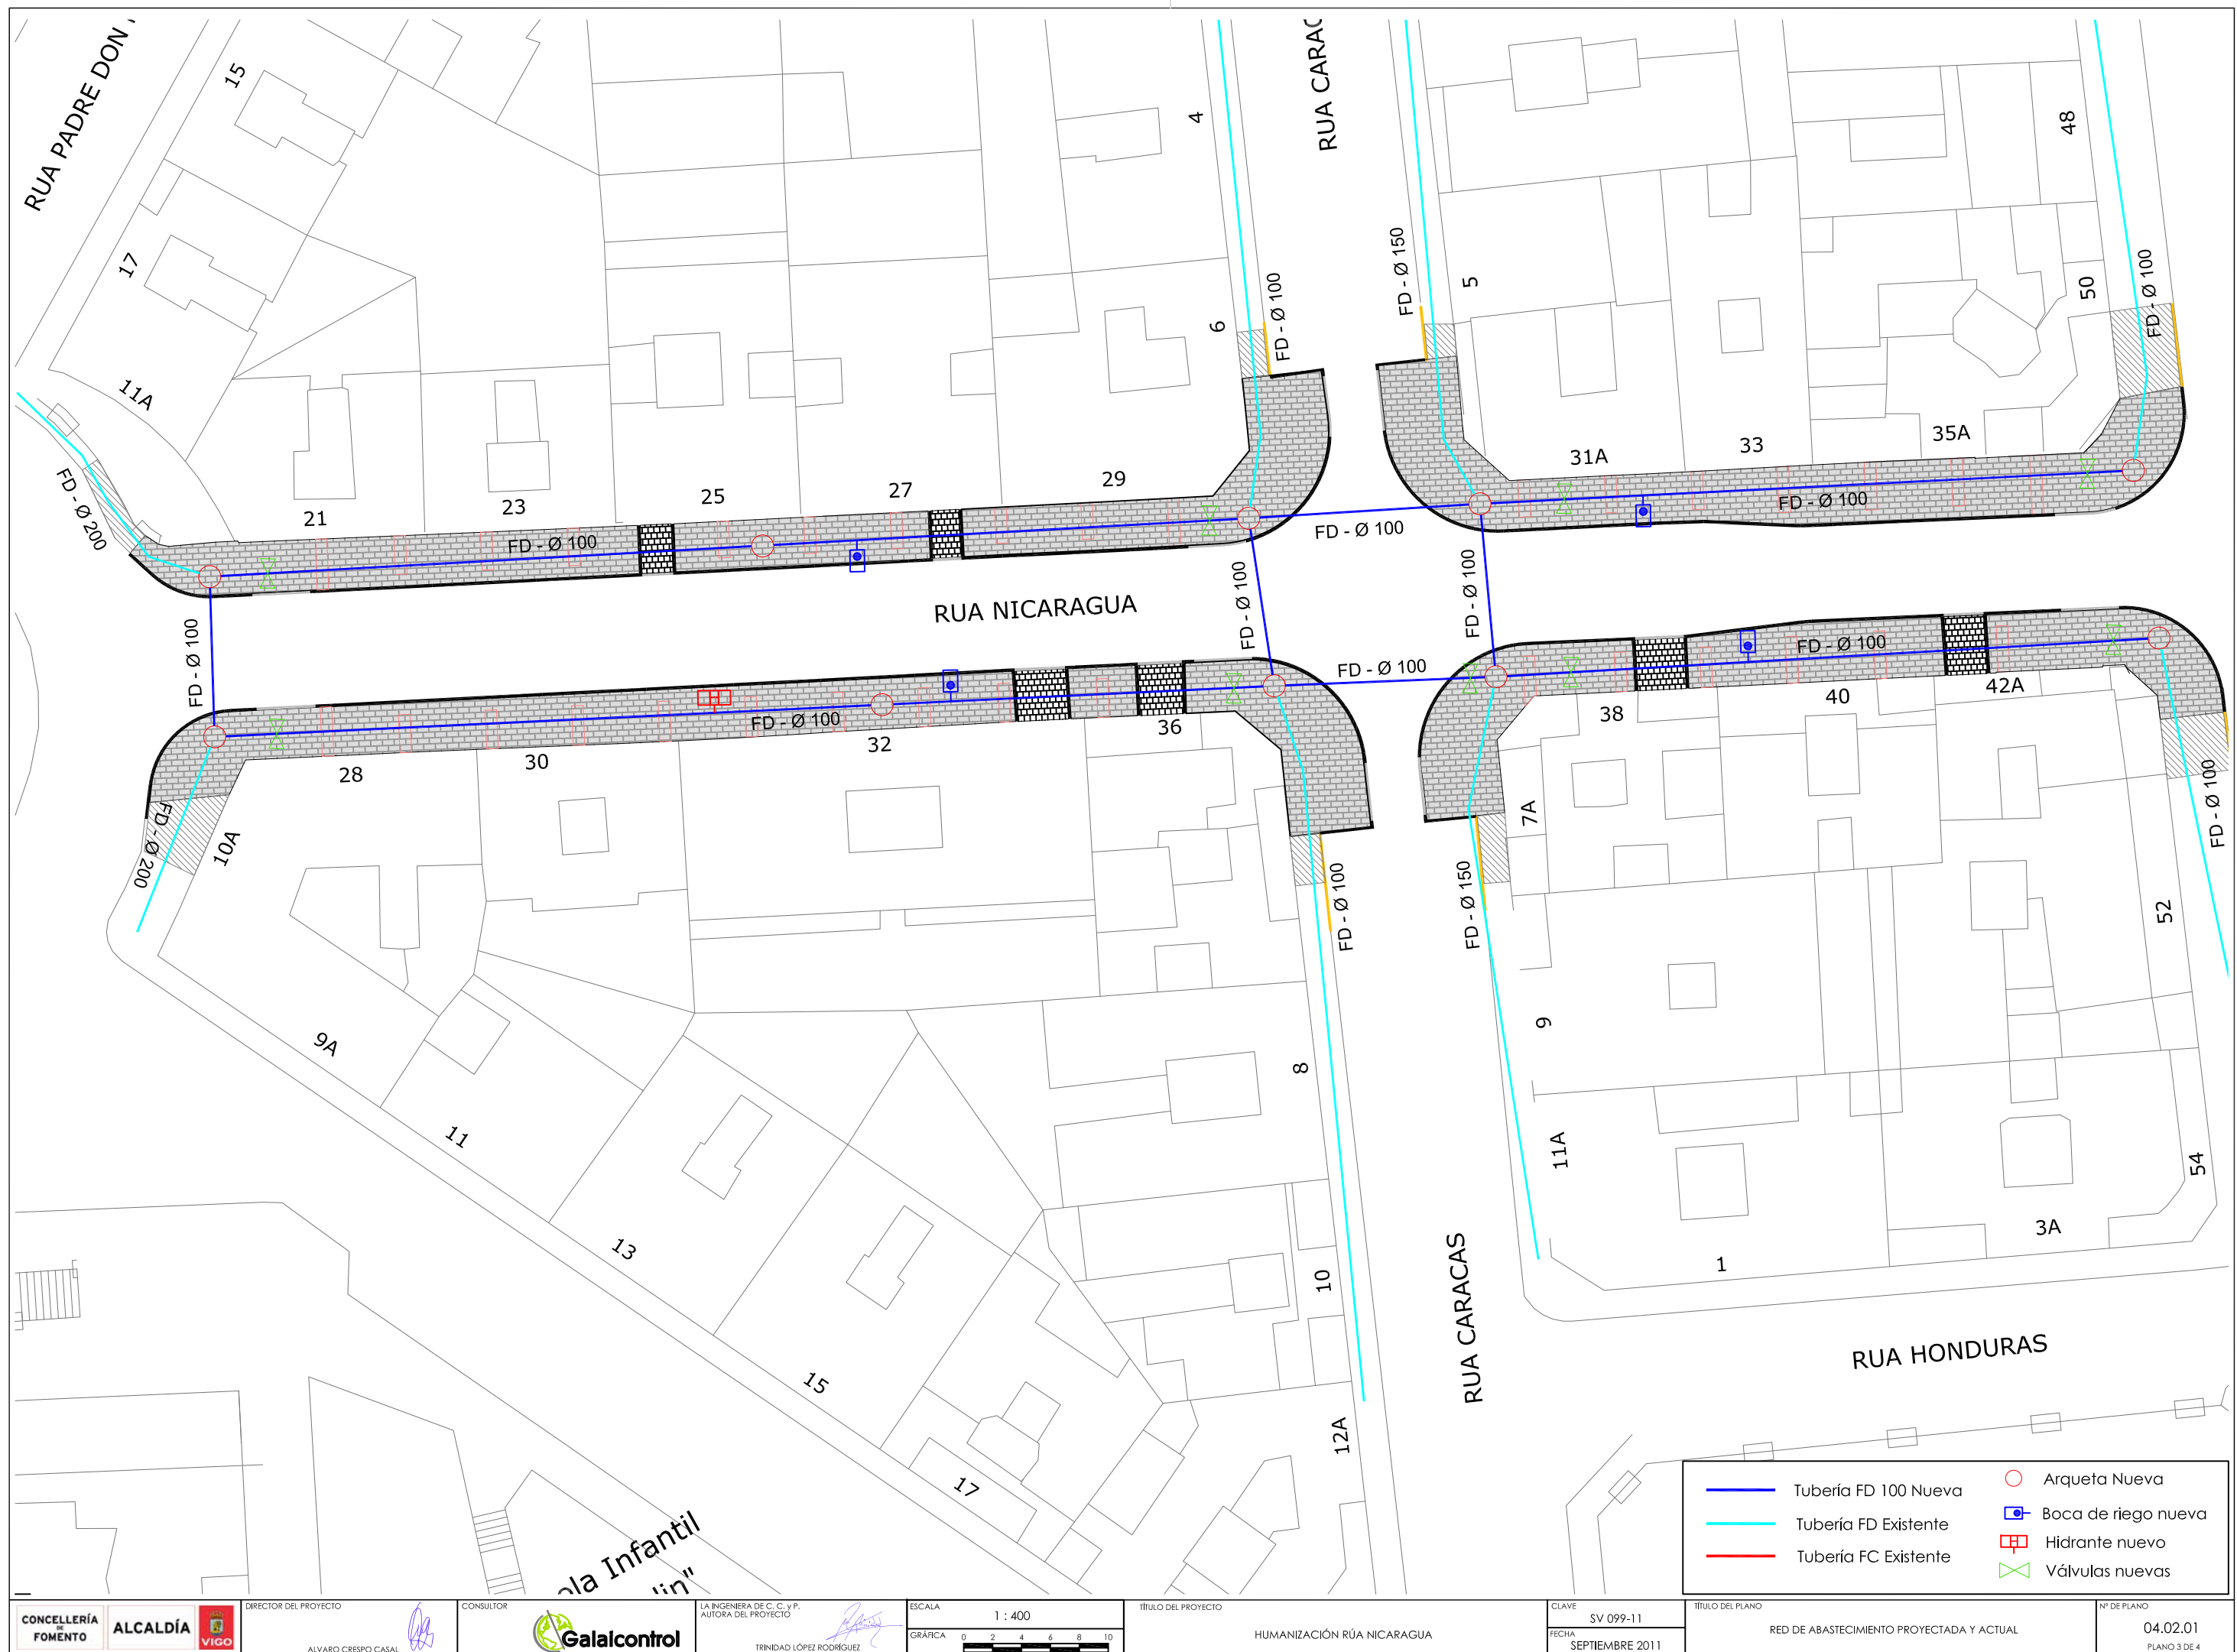 RUA PADRE DON
15
17
11A
FD - Ø 200
21
23
25
27
29
4
6
RUA CARAC
FD - Ø 100
FD - Ø 150
5
31A
33
35A
48
50
FD - Ø 100
FD - Ø 100
FD - Ø 100
FD - Ø 100
FD - Ø 100
FD - Ø 100
FD - Ø 100
RUA NICARAGUA
FD - Ø 100
FD - Ø 100
FD - Ø 100
28
30
32
36
38
40
42A
FD - Ø 200
10A
7A
FD - Ø 100
FD - Ø 150
FD - Ø 100
52
9A
11
13
15
17
8
10
12A
9
11A
54
3A
1
RUA CARACAS
RUA HONDURAS
ola Infantil
lin"
Tubería FD 100 Nueva
Tubería FD Existente
Tubería FC Existente
Arqueta Nueva
Boca de riego nueva
Hidrante nuevo
Válvulas nuevas
CONCELLERÍA
DE
FOMENTO
ALCALDÍA
VIGO
DIRECTOR DEL PROYECTO
ALVARO CRESPO CASAL
CONSULTOR
Galaicontrol
LA INGENIERA DE C. C. y P.
AUTORA DEL PROYECTO
TRINIDAD LÓPEZ RODRÍGUEZ
ESCALA
1 : 400
GRÁFICA
0 2 4 6 8 10
TÍTULO DEL PROYECTO
HUMANIZACIÓN RÚA NICARAGUA
CLAVE
SV 099-11
FECHA
SEPTIEMBRE 2011
TÍTULO DEL PLANO
RED DE ABASTECIMIENTO PROYECTADA Y ACTUAL
Nº DE PLANO
04.02.01
PLANO 3 DE 4